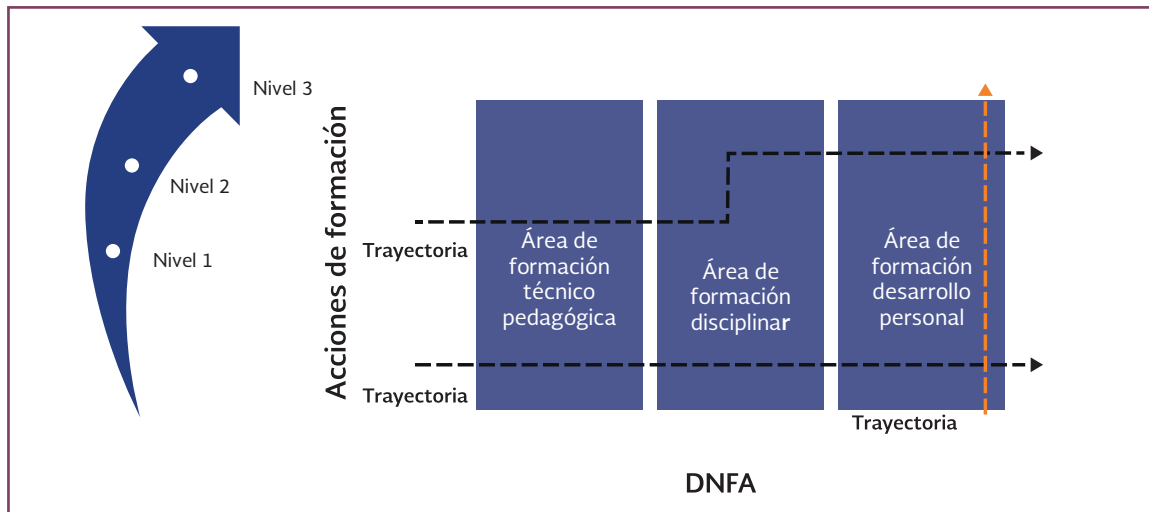 Nivel 3
Nivel 2
Nivel 1
Acciones de formación
Trayectoria
Trayectoria
Área de
formación
técnico
pedagógica
Área de
formación
disciplinar
Área de
formación
desarrollo
personal
Trayectoria
DNFA